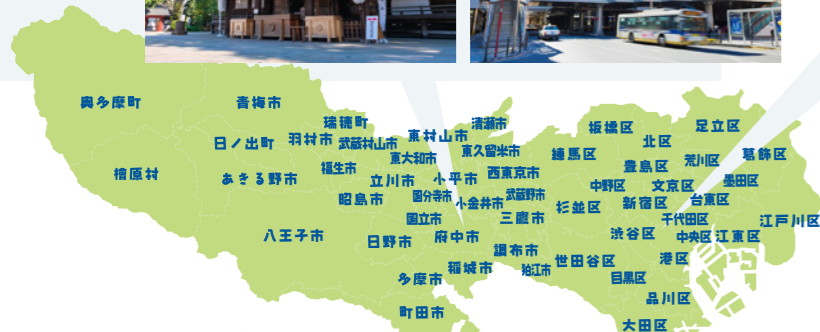 奥多摩町
青梅市
瑞穂町
日ノ出町
羽村市
武蔵村山市
東村山市
清瀬市
東大和市
東久留米市
檜原村
あきる野市
福生市
立川市
小平市
西東京市
昭島市
国分寺市
小金井市
武蔵野市
国立市
三鷹市
八王子市
日野市
府中市
調布市
稲城市
狛江市
多摩市
町田市
板橋区
足立区
北区
練馬区
豊島区
荒川区
葛飾区
中野区
文京区
墨田区
杉並区
新宿区
台東区
千代田区
江戸川区
渋谷区
中央区
江東区
世田谷区
港区
目黒区
品川区
大田区